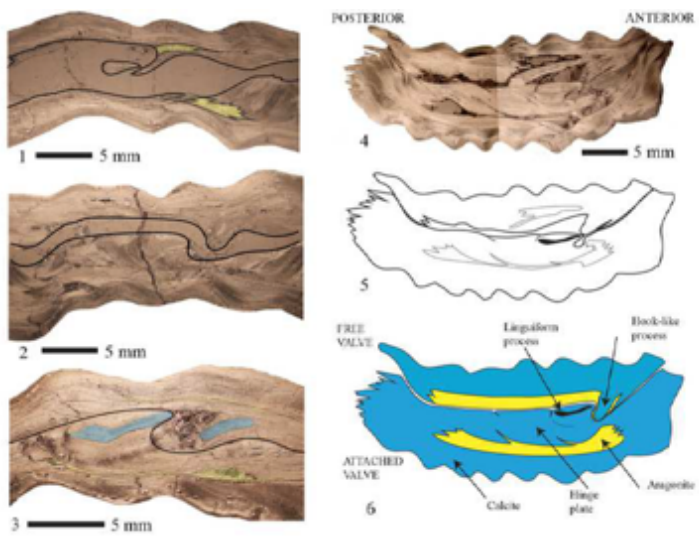 1 5 mm
2 5 mm
3 5 mm
POSTERIOR ANTERIOR
4
5 mm
5
FREE
VALVE
Linguiform
process
Hook-like
process
ATTACHED
VALVE
6
Calcite
Hinge
plate
Aragonite